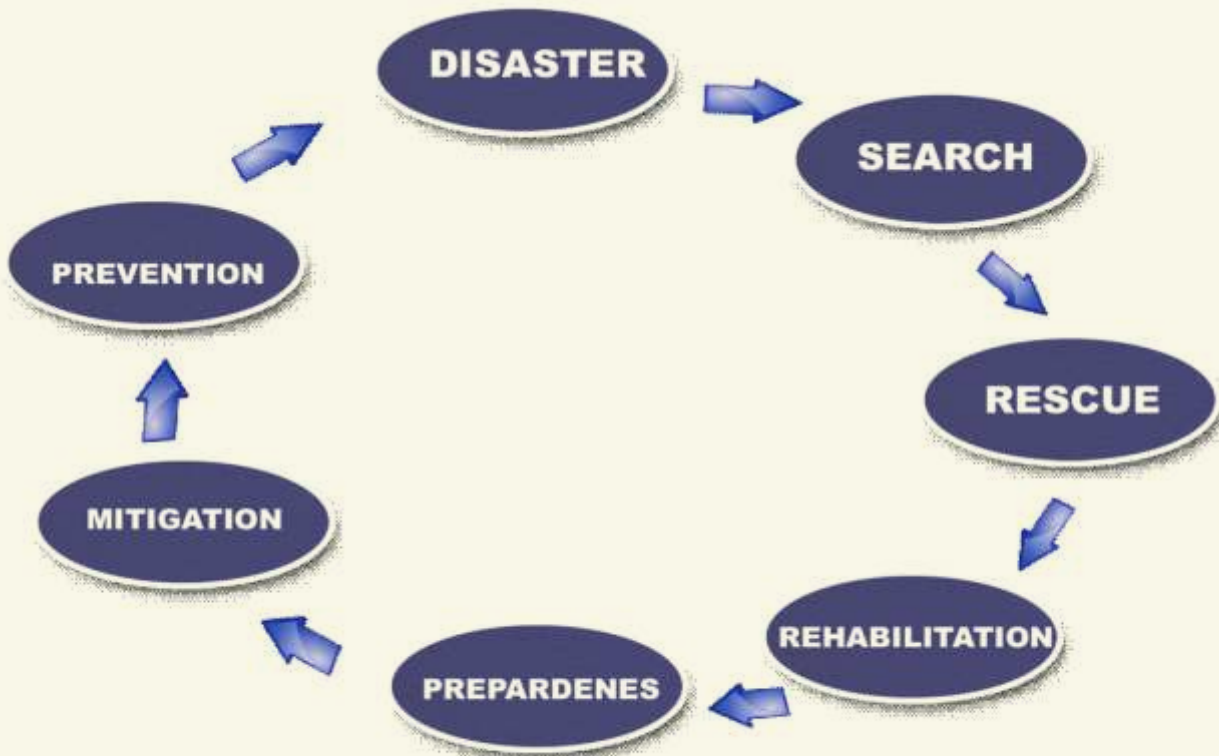 DISASTER
SEARCH
RESCUE
REHABILITATION
PREPARDENES
MITIGATION
PREVENTION